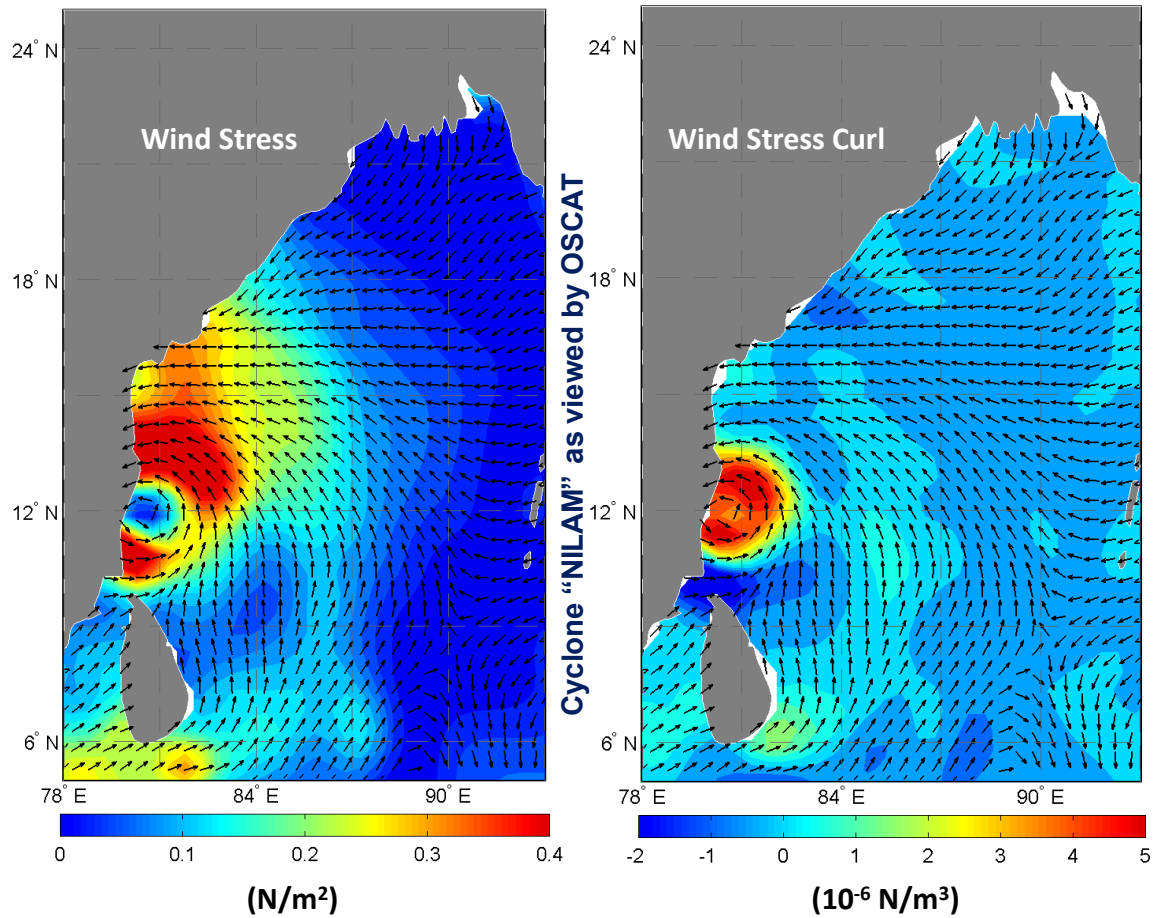 Wind Stress
24° N
18° N
12° N
6° N
78° E
84° E
90° E
0
0.1
0.2
0.3
0.4
(N/m²)
Cyclone “NILAM” as viewed by OSCAT
Wind Stress Curl
24° N
18° N
12° N
6° N
78° E
84° E
90° E
-2
-1
0
1
2
3
4
5
(10⁻⁶ N/m³)